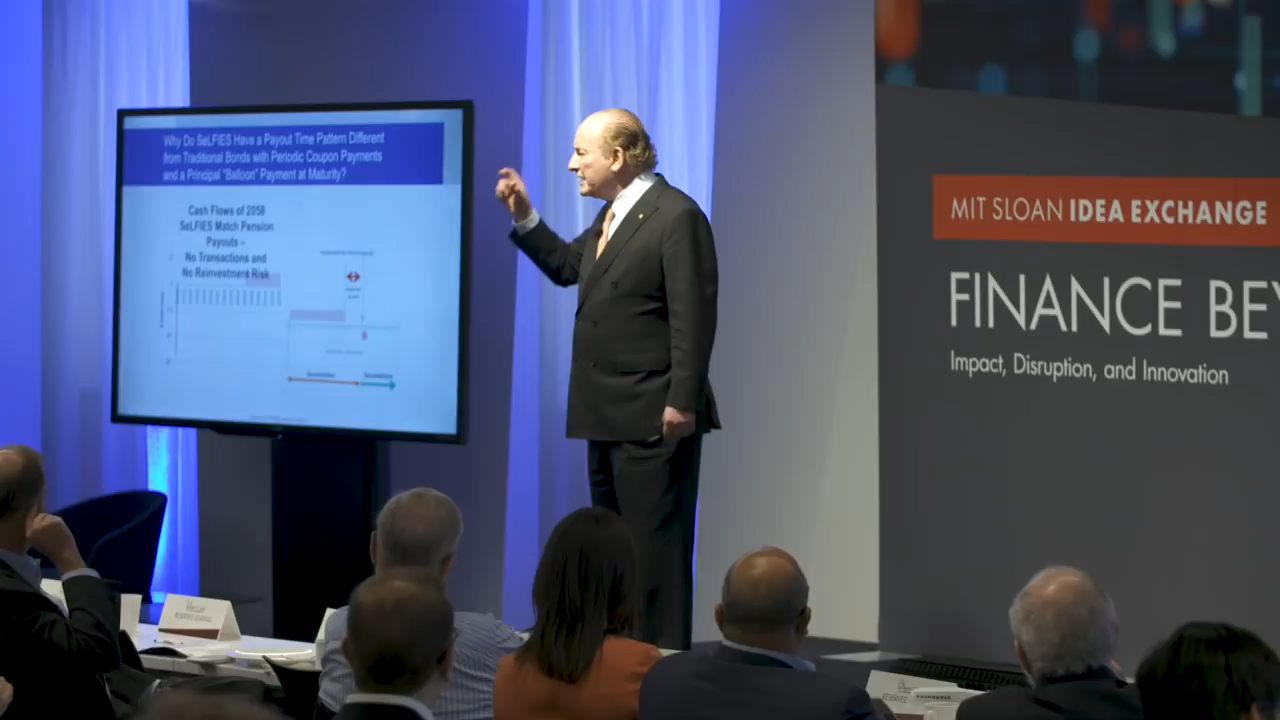 Why Do SeLFIES Have a Payout Time Pattern Different
from Traditional Bonds with Periodic Coupon Payments
and a Principal "Balloon" Payment at Maturity?
Cash Flows of 2058
SeLFIES Match Pension
Payouts –
No Transactions and
No Reinvestment Risk
MIT SLOAN IDEA EXCHANGE
FINANCE BEY
Impact, Disruption, and Innovation
RESERVED SEATING